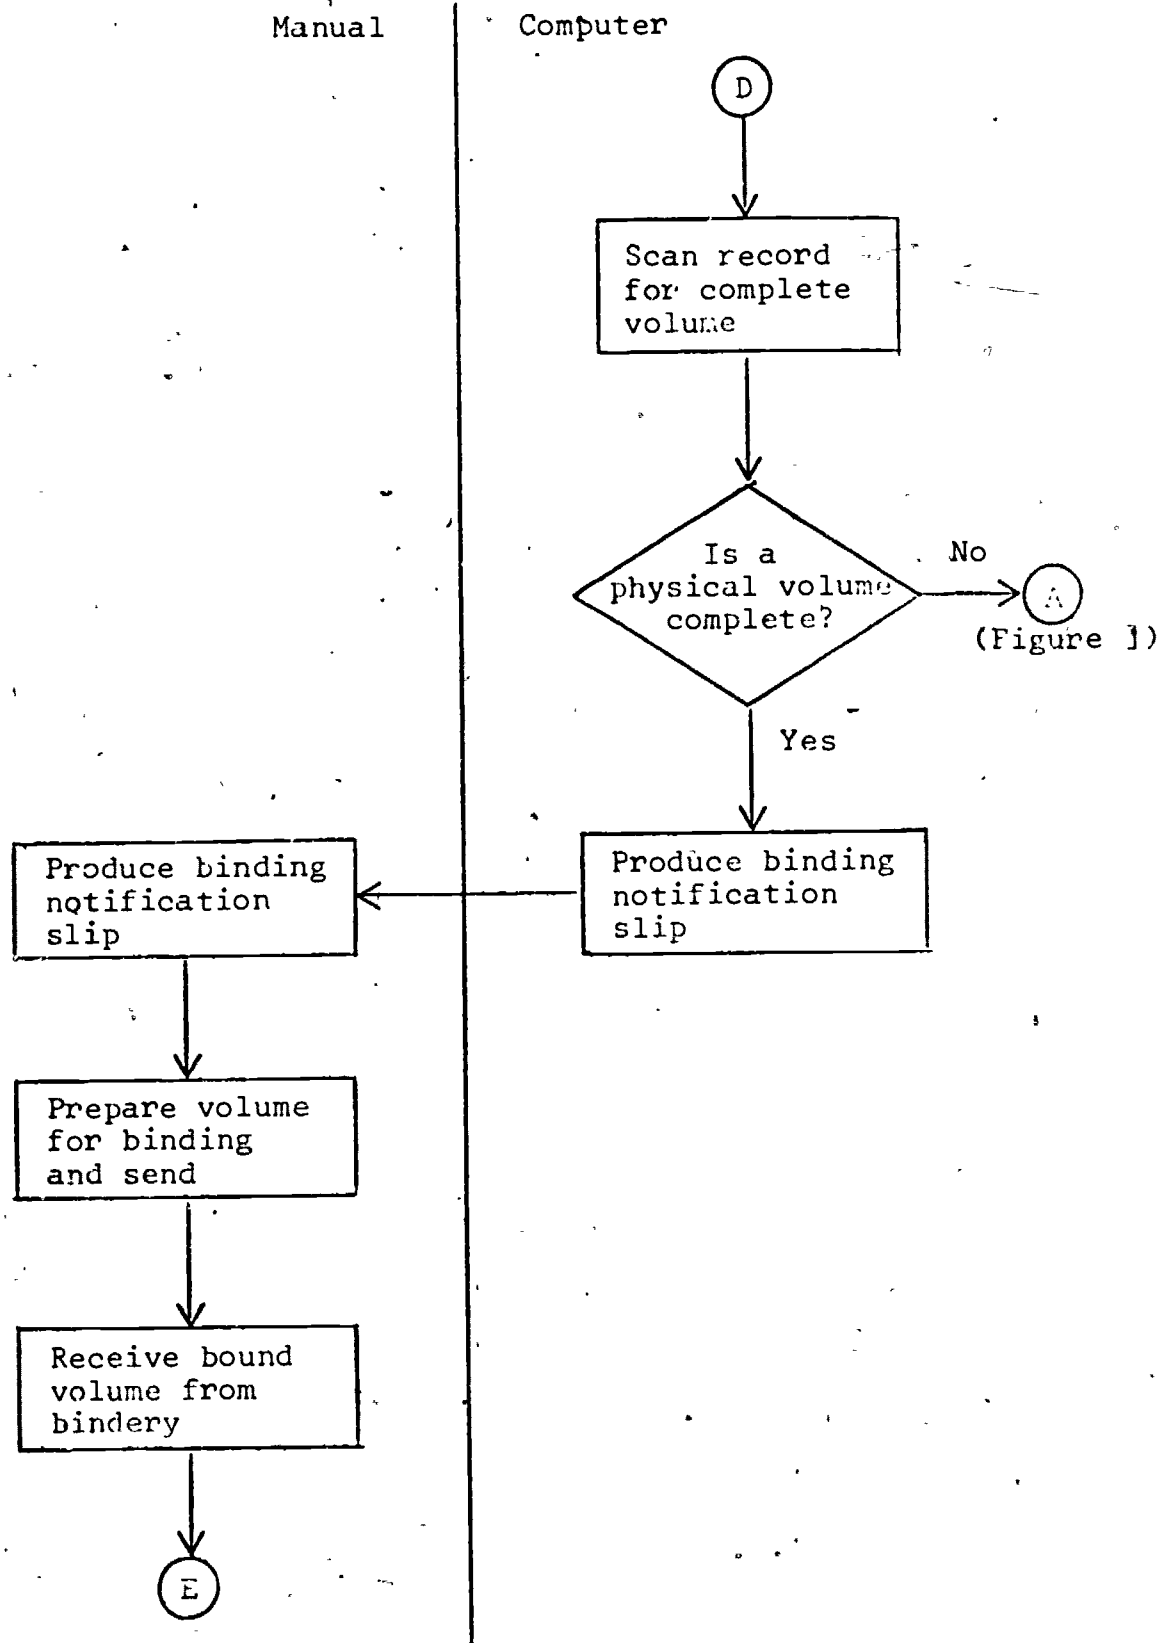 Manual
Computer
D
Scan record
for complete
volume
Is a
physical volume
complete?
No
A
(Figure 1)
Yes
Produce binding
notification
slip
Produce binding
notification
slip
Prepare volume
for binding
and send
Receive bound
volume from
bindery
E